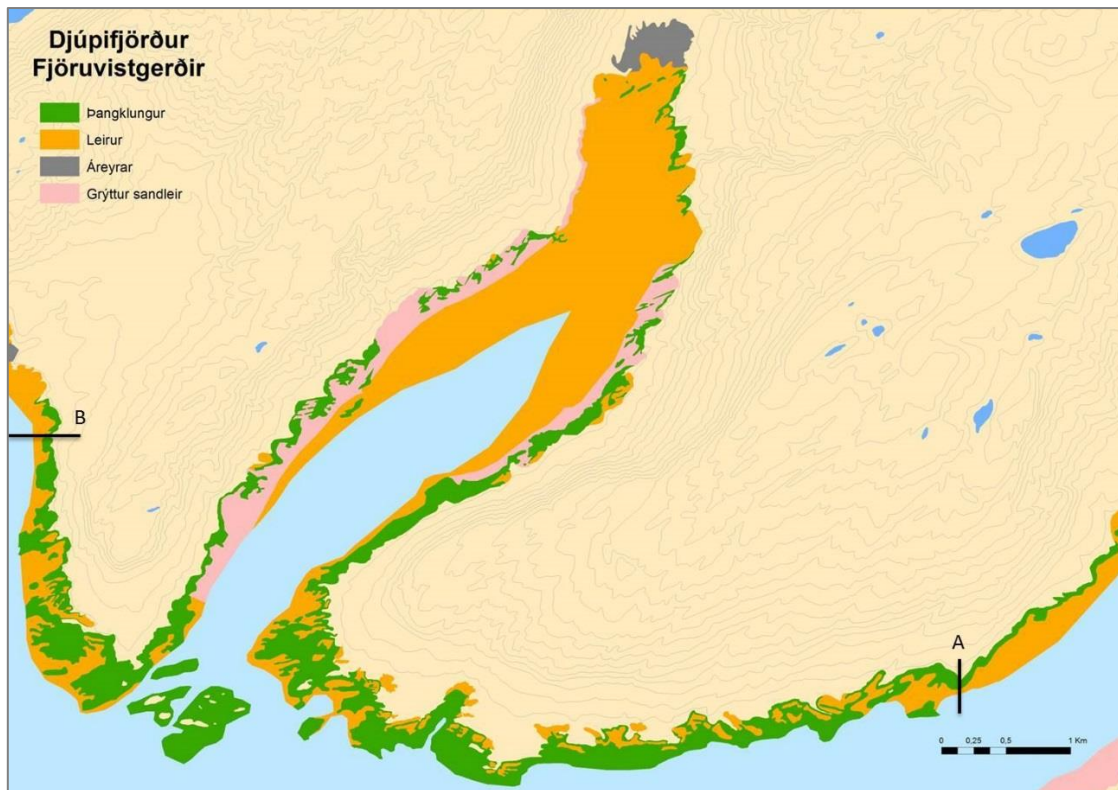 Djúpifjörður
Fjöruvistgerðir
Þangklungur
Leirur
Áreyrar
Grýttur sandleir
B
A
0 0,25 0,5 1 Km